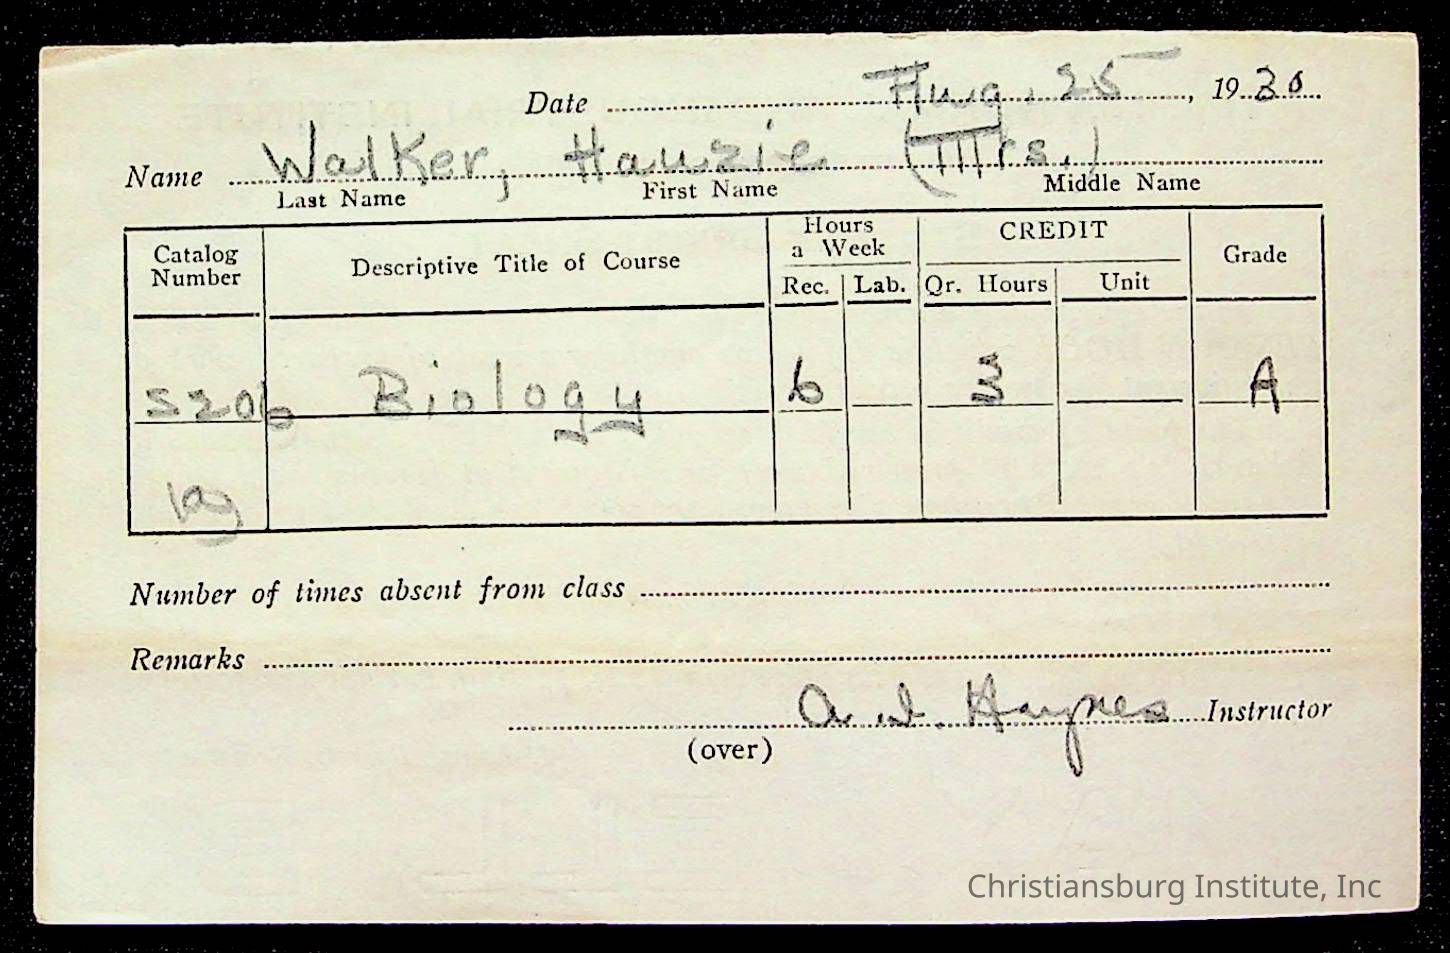 Date Aug. 25, 1930
Name Walker, Hauzie (Mrs.)
Last Name First Name Middle Name
Catalog Number Descriptive Title of Course Hours a Week CREDIT Grade
Rec. Lab. Qr. Hours Unit
S206 Biology 6 3 A
Number of times absent from class
Remarks
A. I. Haynes Instructor
(over)
Christiansburg Institute, Inc